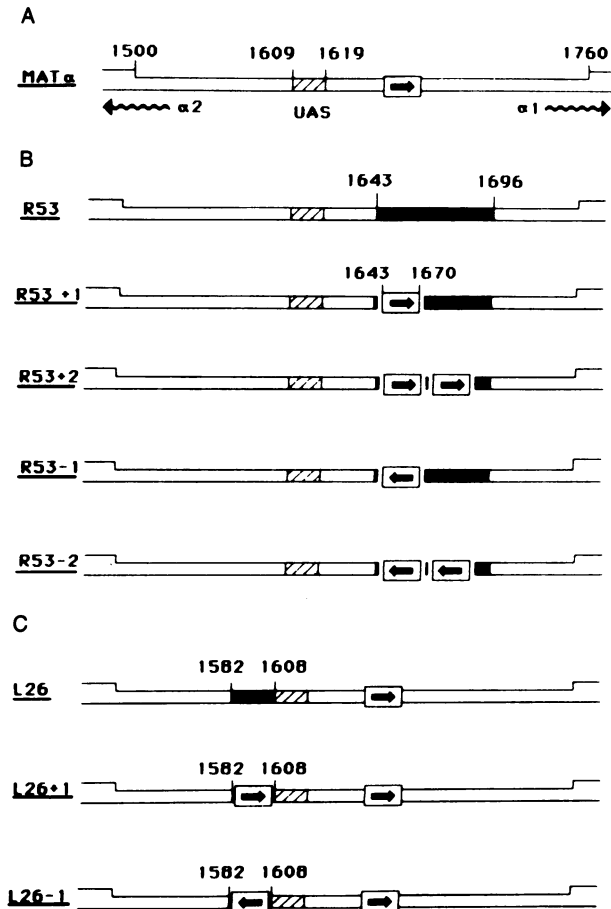 A
1500 1609 1619 1760
MATα
α2 UAS α1
B
1643 1696
R53
1643 1670
R53 +1
R53+2
R53-1
R53-2
C
1582 1608
L26
1582 1608
L26+1
1582 1608
L26-1